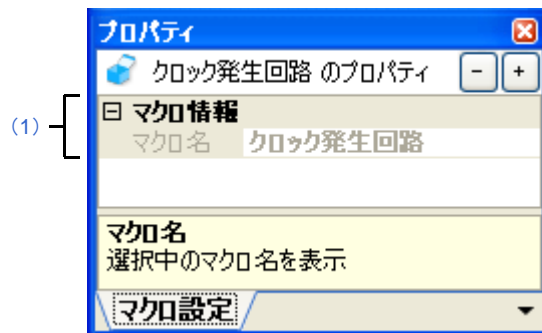 プロパティ
クロック発生回路 のプロパティ
(1)
マクロ情報
マクロ名 クロック発生回路
マクロ名
選択中のマクロ名を表示
マクロ設定